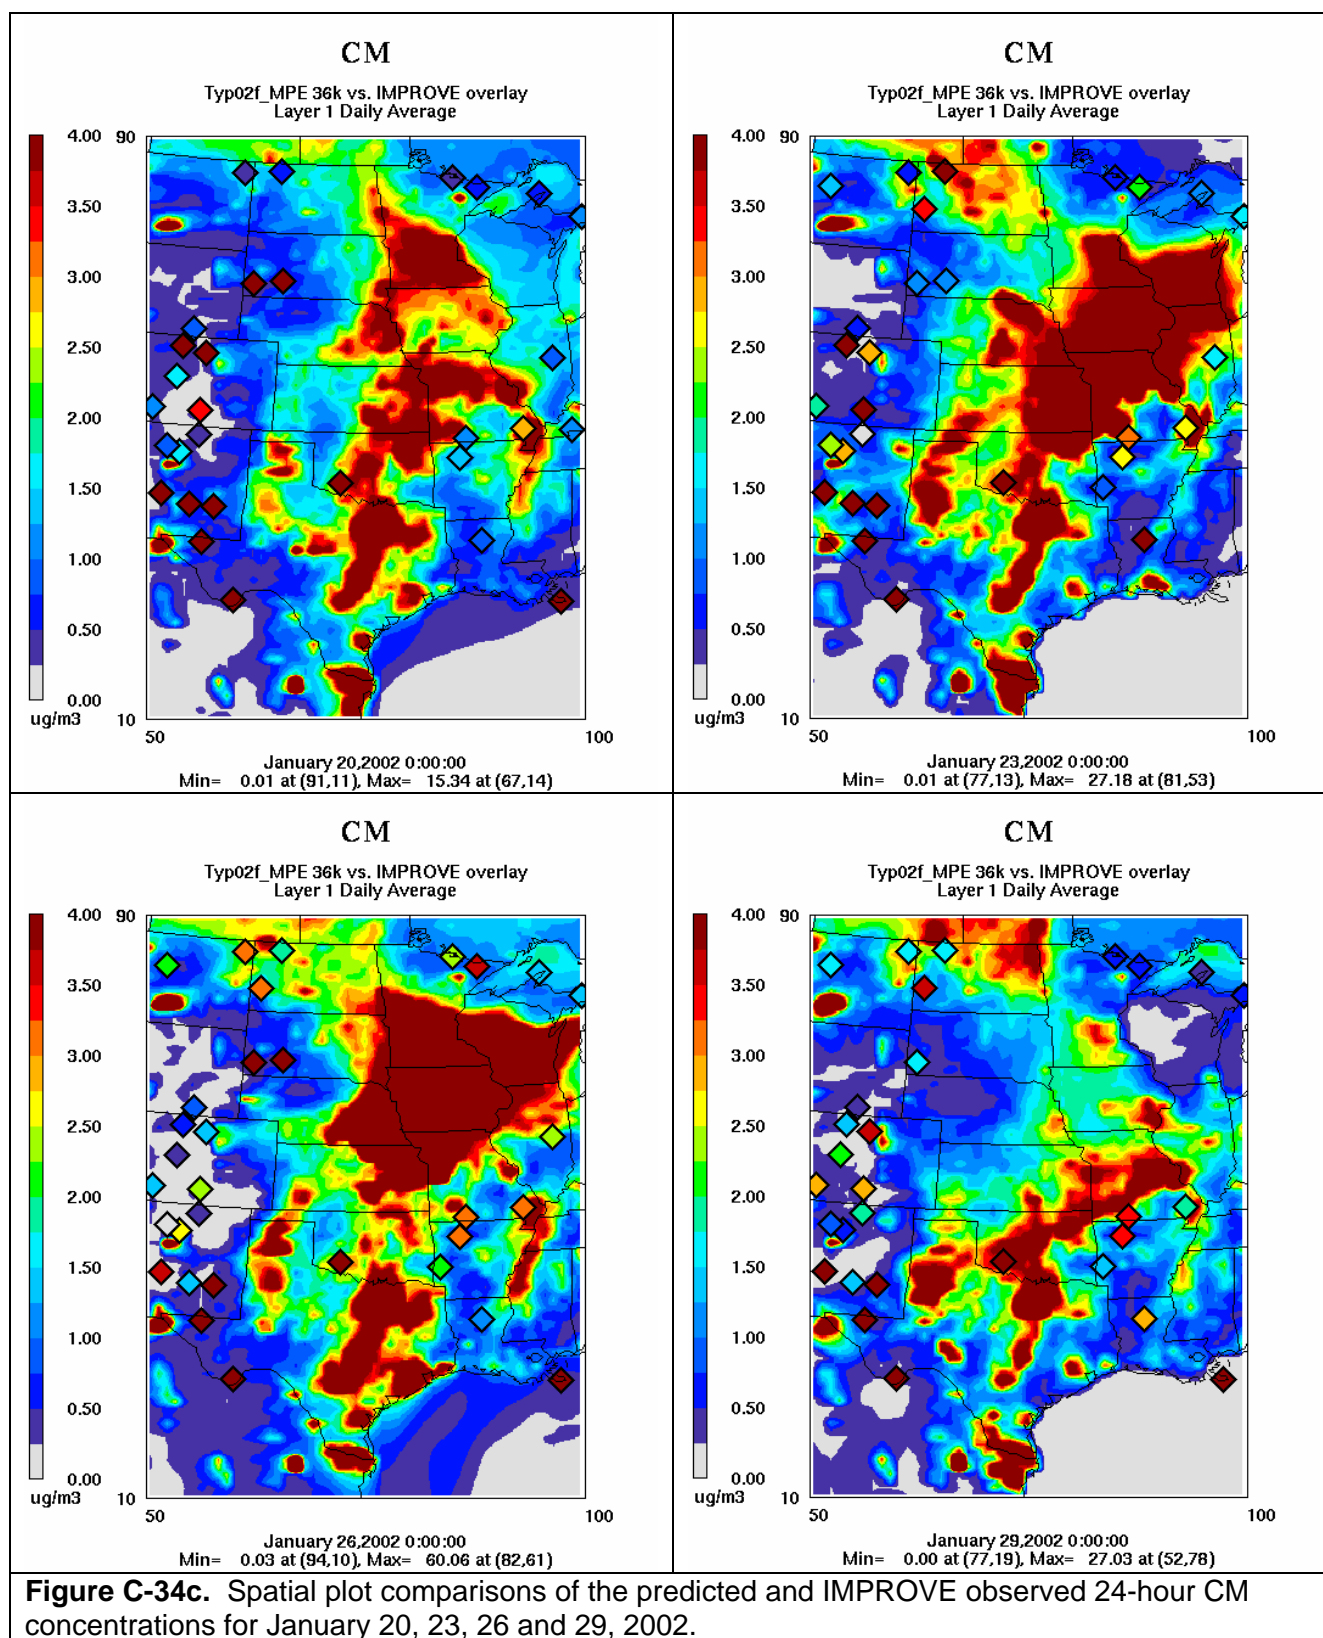 CM
Typ02f_MPE 36k vs. IMPROVE overlay
Layer 1 Daily Average
4.00
3.50
3.00
2.50
2.00
1.50
1.00
0.50
0.00
ug/m3
90
10
50
100
January 20,2002 0:00:00
Min= 0.01 at (91,11), Max= 15.34 at (67,14)
CM
Typ02f_MPE 36k vs. IMPROVE overlay
Layer 1 Daily Average
4.00
3.50
3.00
2.50
2.00
1.50
1.00
0.50
0.00
ug/m3
90
10
50
100
January 23,2002 0:00:00
Min= 0.01 at (77,13), Max= 27.18 at (81,53)
CM
Typ02f_MPE 36k vs. IMPROVE overlay
Layer 1 Daily Average
4.00
3.50
3.00
2.50
2.00
1.50
1.00
0.50
0.00
ug/m3
90
10
50
100
January 26,2002 0:00:00
Min= 0.03 at (94,10), Max= 60.06 at (82,61)
CM
Typ02f_MPE 36k vs. IMPROVE overlay
Layer 1 Daily Average
4.00
3.50
3.00
2.50
2.00
1.50
1.00
0.50
0.00
ug/m3
90
10
50
100
January 29,2002 0:00:00
Min= 0.00 at (77,19), Max= 27.03 at (52,78)
Figure C-34c. Spatial plot comparisons of the predicted and IMPROVE observed 24-hour CM
concentrations for January 20, 23, 26 and 29, 2002.